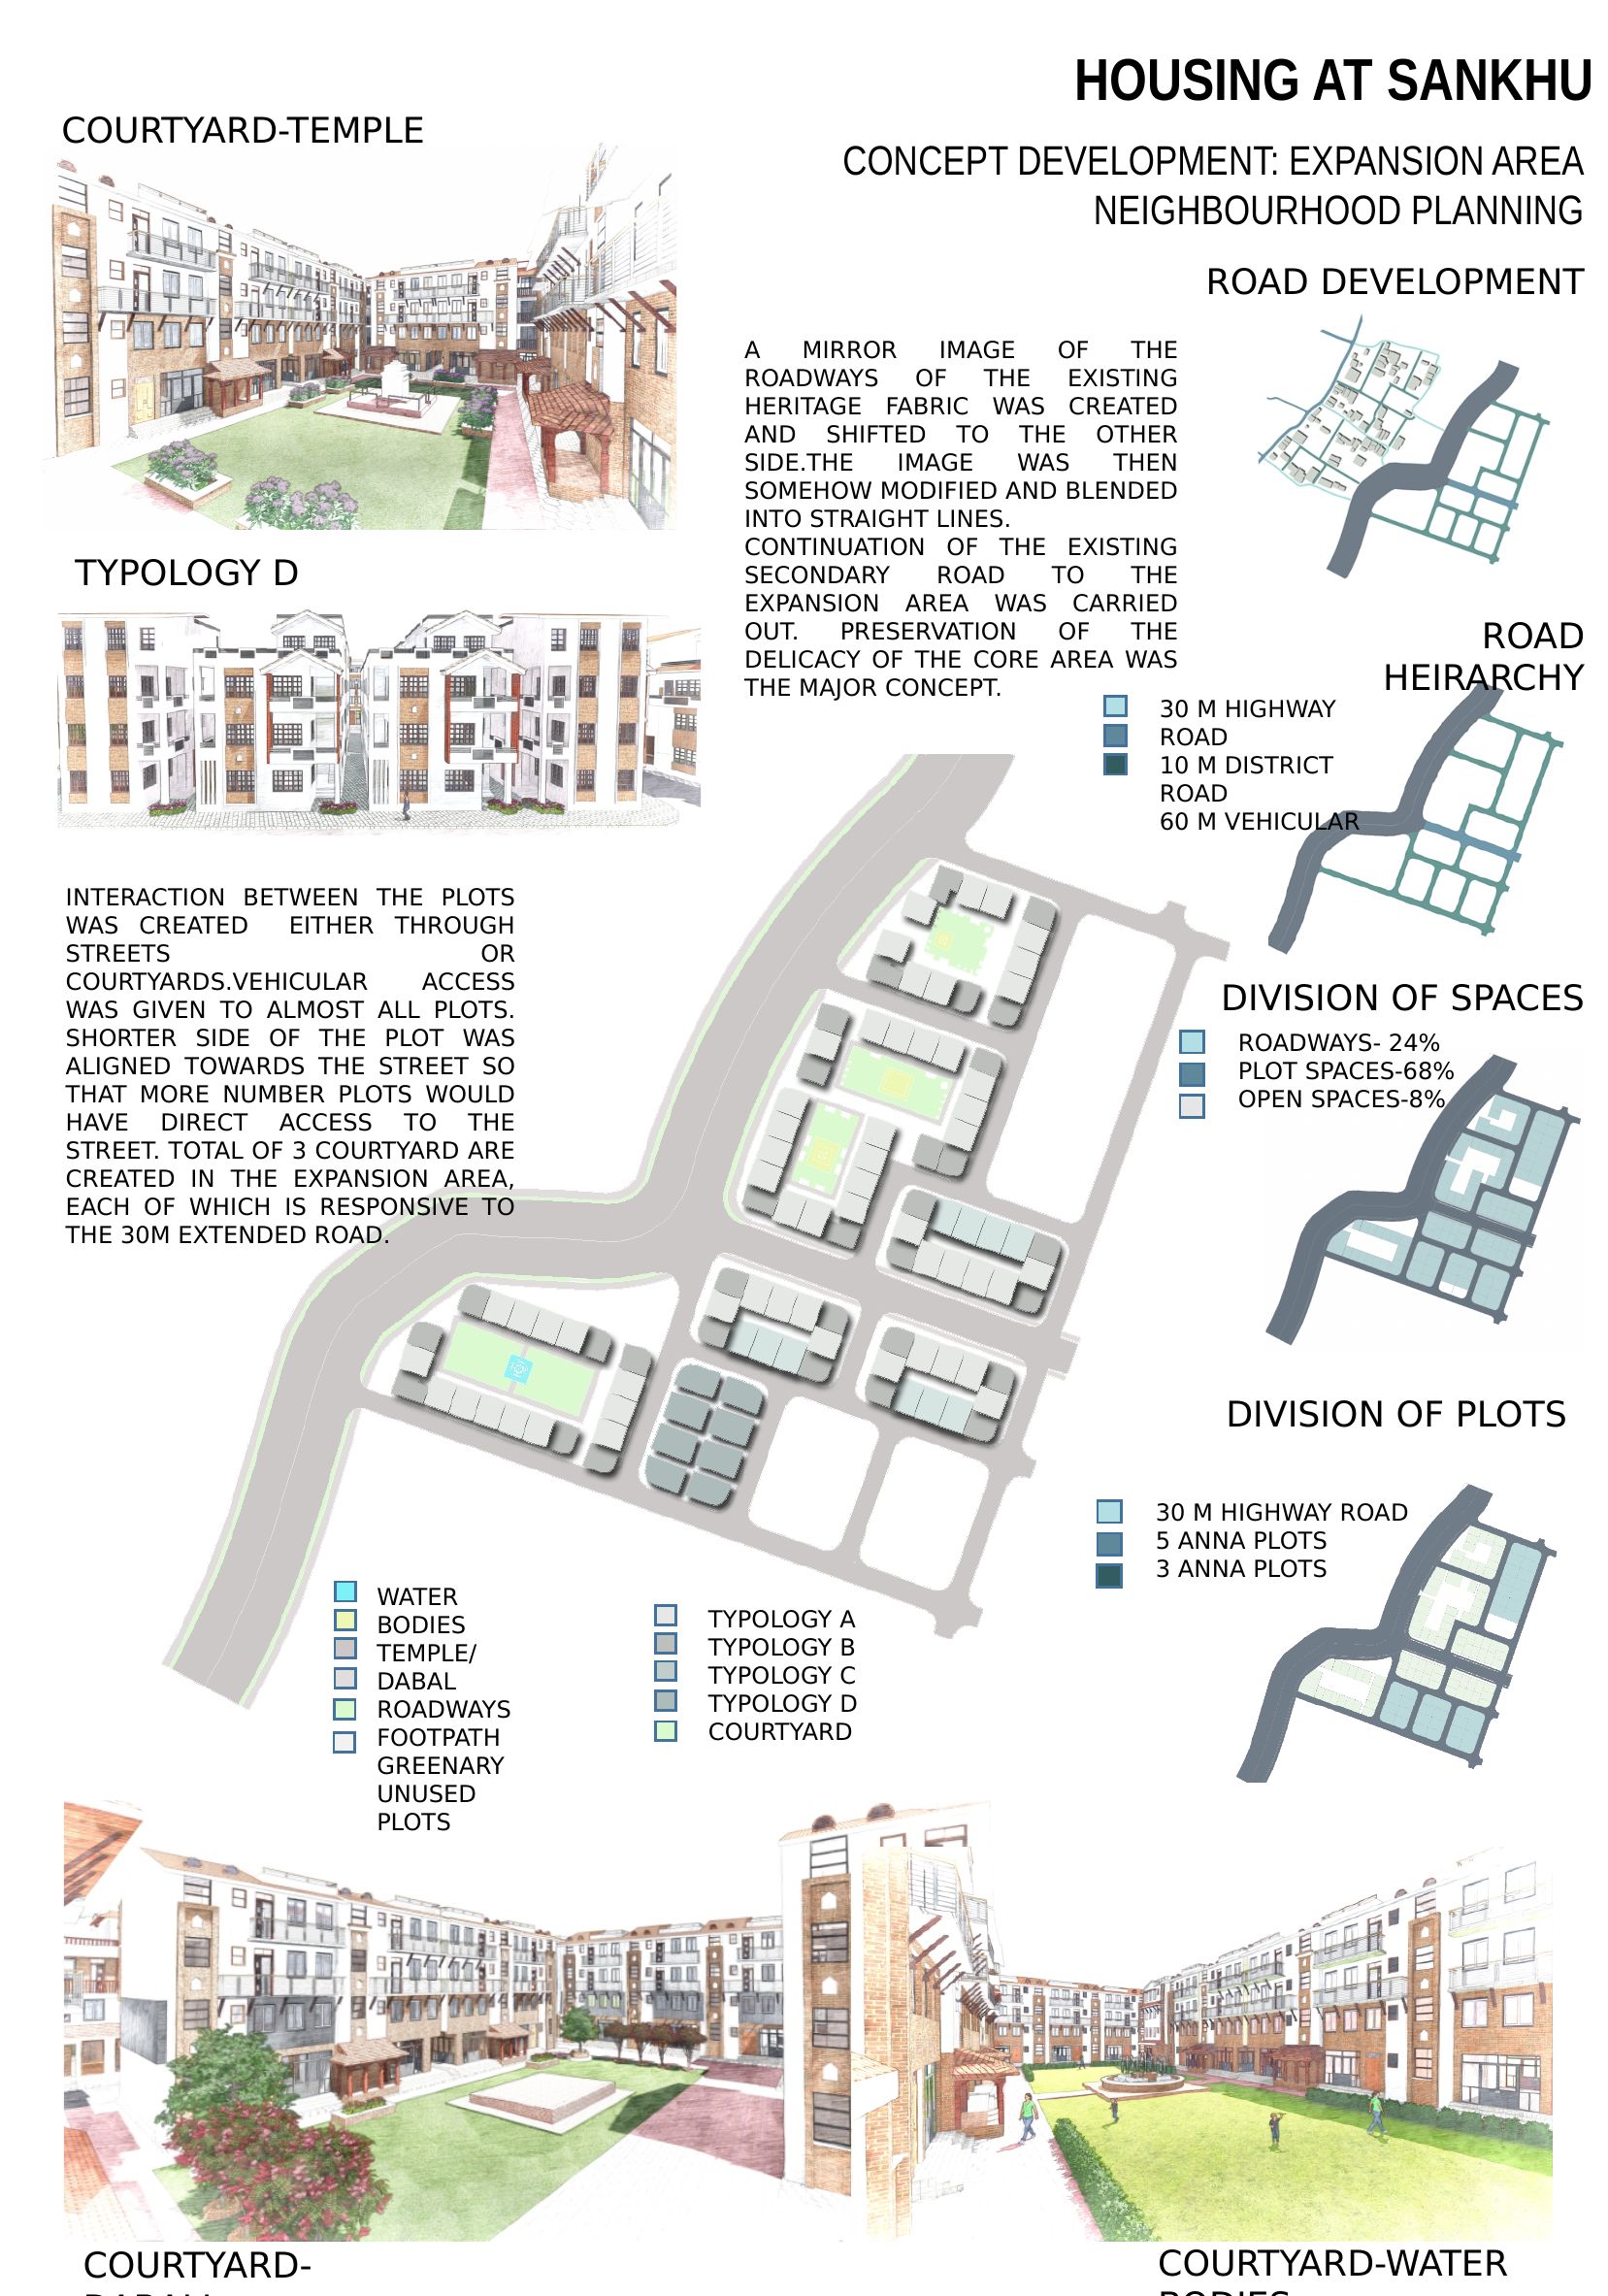 HOUSING AT SANKHU
CONCEPT DEVELOPMENT: EXPANSION AREA
NEIGHBOURHOOD PLANNING
COURTYARD-TEMPLE
TYPOLOGY D
ROAD DEVELOPMENT
A MIRROR IMAGE OF THE
ROADWAYS OF THE EXISTING
HERITAGE FABRIC WAS CREATED
AND SHIFTED TO THE OTHER
SIDE.THE IMAGE WAS THEN
SOMEHOW MODIFIED AND BLENDED
INTO STRAIGHT LINES.
CONTINUATION OF THE EXISTING
SECONDARY ROAD TO THE
EXPANSION AREA WAS CARRIED
OUT. PRESERVATION OF THE
DELICACY OF THE CORE AREA WAS
THE MAJOR CONCEPT.
ROAD
HEIRARCHY
30 M HIGHWAY
ROAD
10 M DISTRICT
ROAD
60 M VEHICULAR
INTERACTION BETWEEN THE PLOTS
WAS CREATED EITHER THROUGH
STREETS OR
COURTYARDS.VEHICULAR ACCESS
WAS GIVEN TO ALMOST ALL PLOTS.
SHORTER SIDE OF THE PLOT WAS
ALIGNED TOWARDS THE STREET SO
THAT MORE NUMBER PLOTS WOULD
HAVE DIRECT ACCESS TO THE
STREET. TOTAL OF 3 COURTYARD ARE
CREATED IN THE EXPANSION AREA,
EACH OF WHICH IS RESPONSIVE TO
THE 30M EXTENDED ROAD.
DIVISION OF SPACES
ROADWAYS- 24%
PLOT SPACES-68%
OPEN SPACES-8%
DIVISION OF PLOTS
30 M HIGHWAY ROAD
5 ANNA PLOTS
3 ANNA PLOTS
WATER
BODIES
TEMPLE/
DABAL
ROADWAYS
FOOTPATH
GREENARY
UNUSED
PLOTS
TYPOLOGY A
TYPOLOGY B
TYPOLOGY C
TYPOLOGY D
COURTYARD
COURTYARD-
COURTYARD-WATER
BODIES